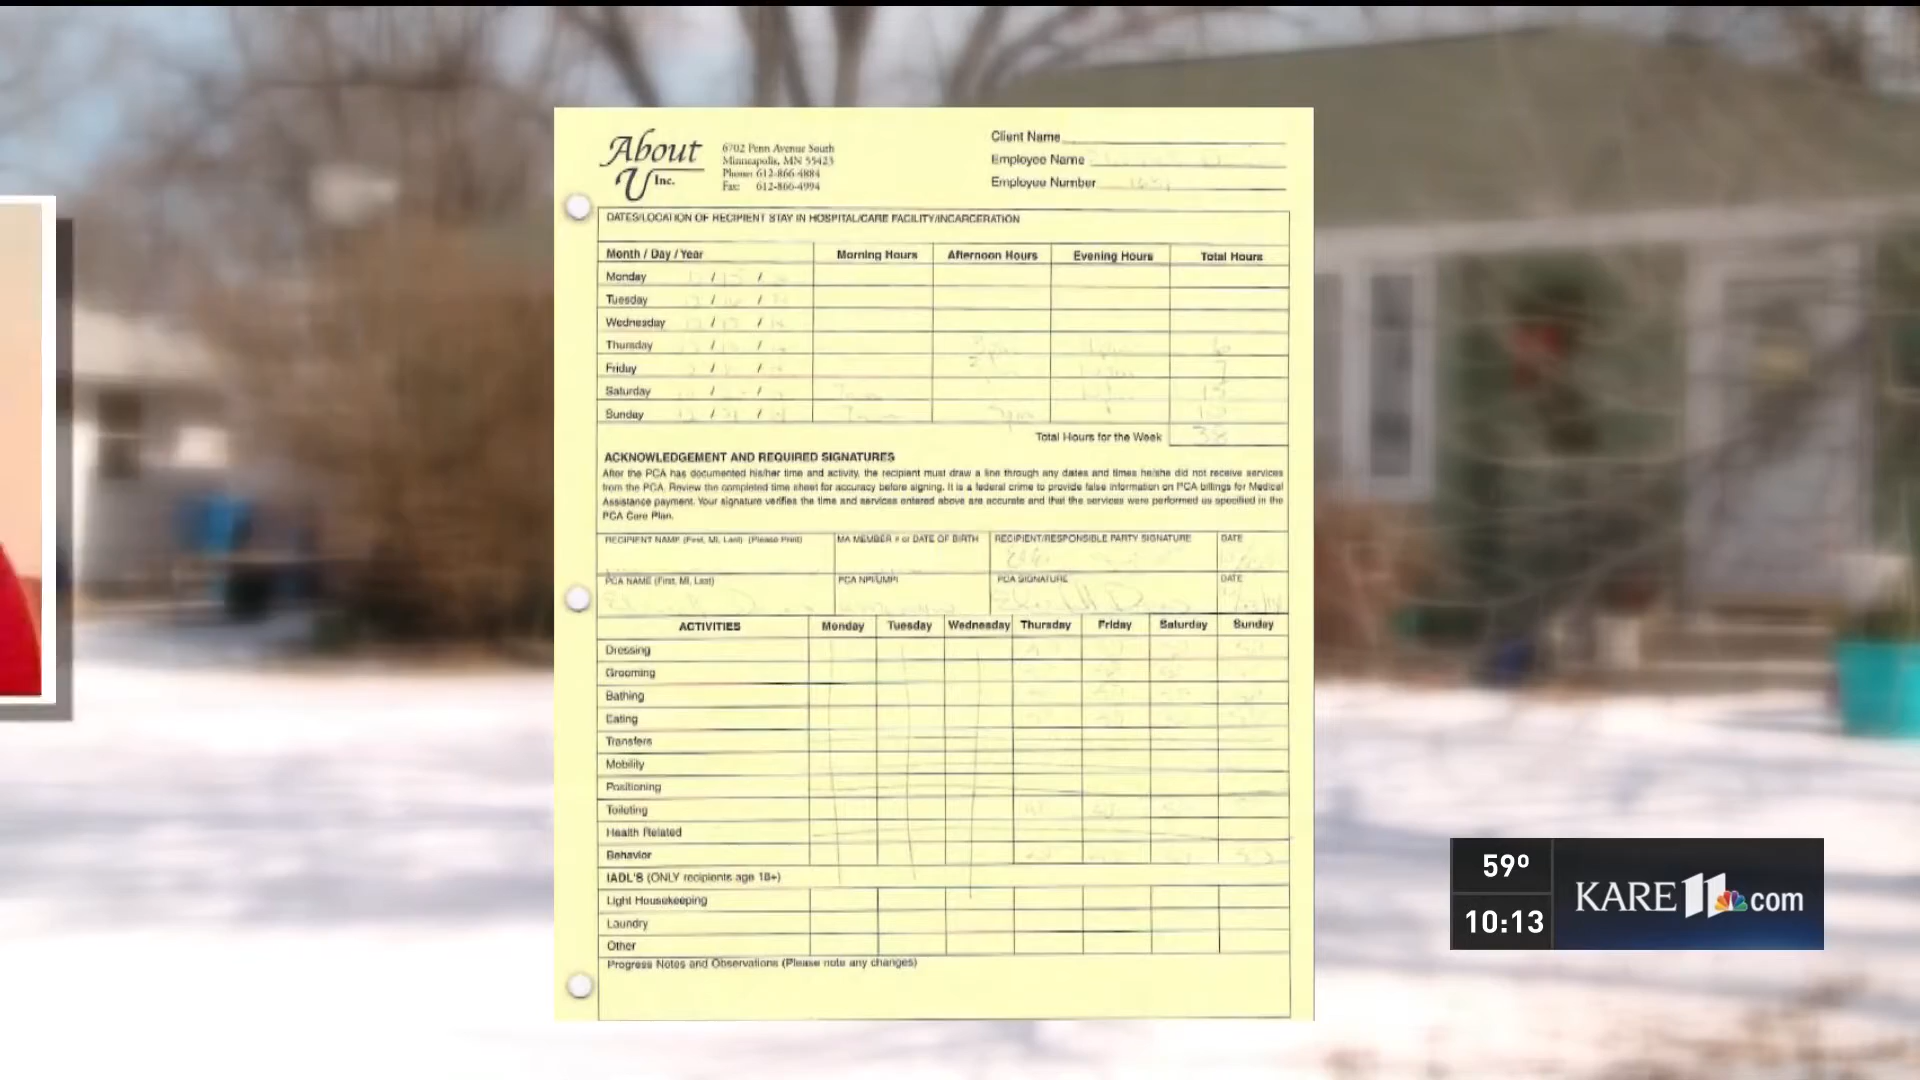 About
U Inc.
6702 Penn Avenue South
Minneapolis, MN 55423
Phone: 612-866-4884
Fax: 612-866-4994
Client Name
Employee Name
Employee Number
DATES/LOCATION OF RECIPIENT STAY IN HOSPITAL/CARE FACILITY/INCARCERATION
Month / Day / Year Morning Hours Afternoon Hours Evening Hours Total Hours
Monday / /
Tuesday / /
Wednesday / /
Thursday / / 6
Friday / / 7
Saturday / /
Sunday / /
Total Hours for the Week 38
ACKNOWLEDGEMENT AND REQUIRED SIGNATURES
After the PCA has documented his/her time and activity, the recipient must draw a line through any dates and times he/she did not receive services
from the PCA. Review the completed time sheet for accuracy before signing. It is a federal crime to provide false information on PCA billings for Medical
Assistance payment. Your signature verifies the time and services entered above are accurate and that the services were performed as specified in the
PCA Care Plan.
RECIPIENT NAME (First, MI, Last) (Please Print) MA MEMBER # or DATE OF BIRTH RECIPIENT/RESPONSIBLE PARTY SIGNATURE DATE
PCA NAME (First, MI, Last) PCA NPI/UMPI PCA SIGNATURE DATE
ACTIVITIES Monday Tuesday Wednesday Thursday Friday Saturday Sunday
Dressing
Grooming
Bathing
Eating
Transfers
Mobility
Positioning
Toileting
Health Related
Behavior
IADL'S (ONLY recipients age 18+)
Light Housekeeping
Laundry
Other
Progress Notes and Observations (Please note any changes)
59º
10:13
KARE 11 .com